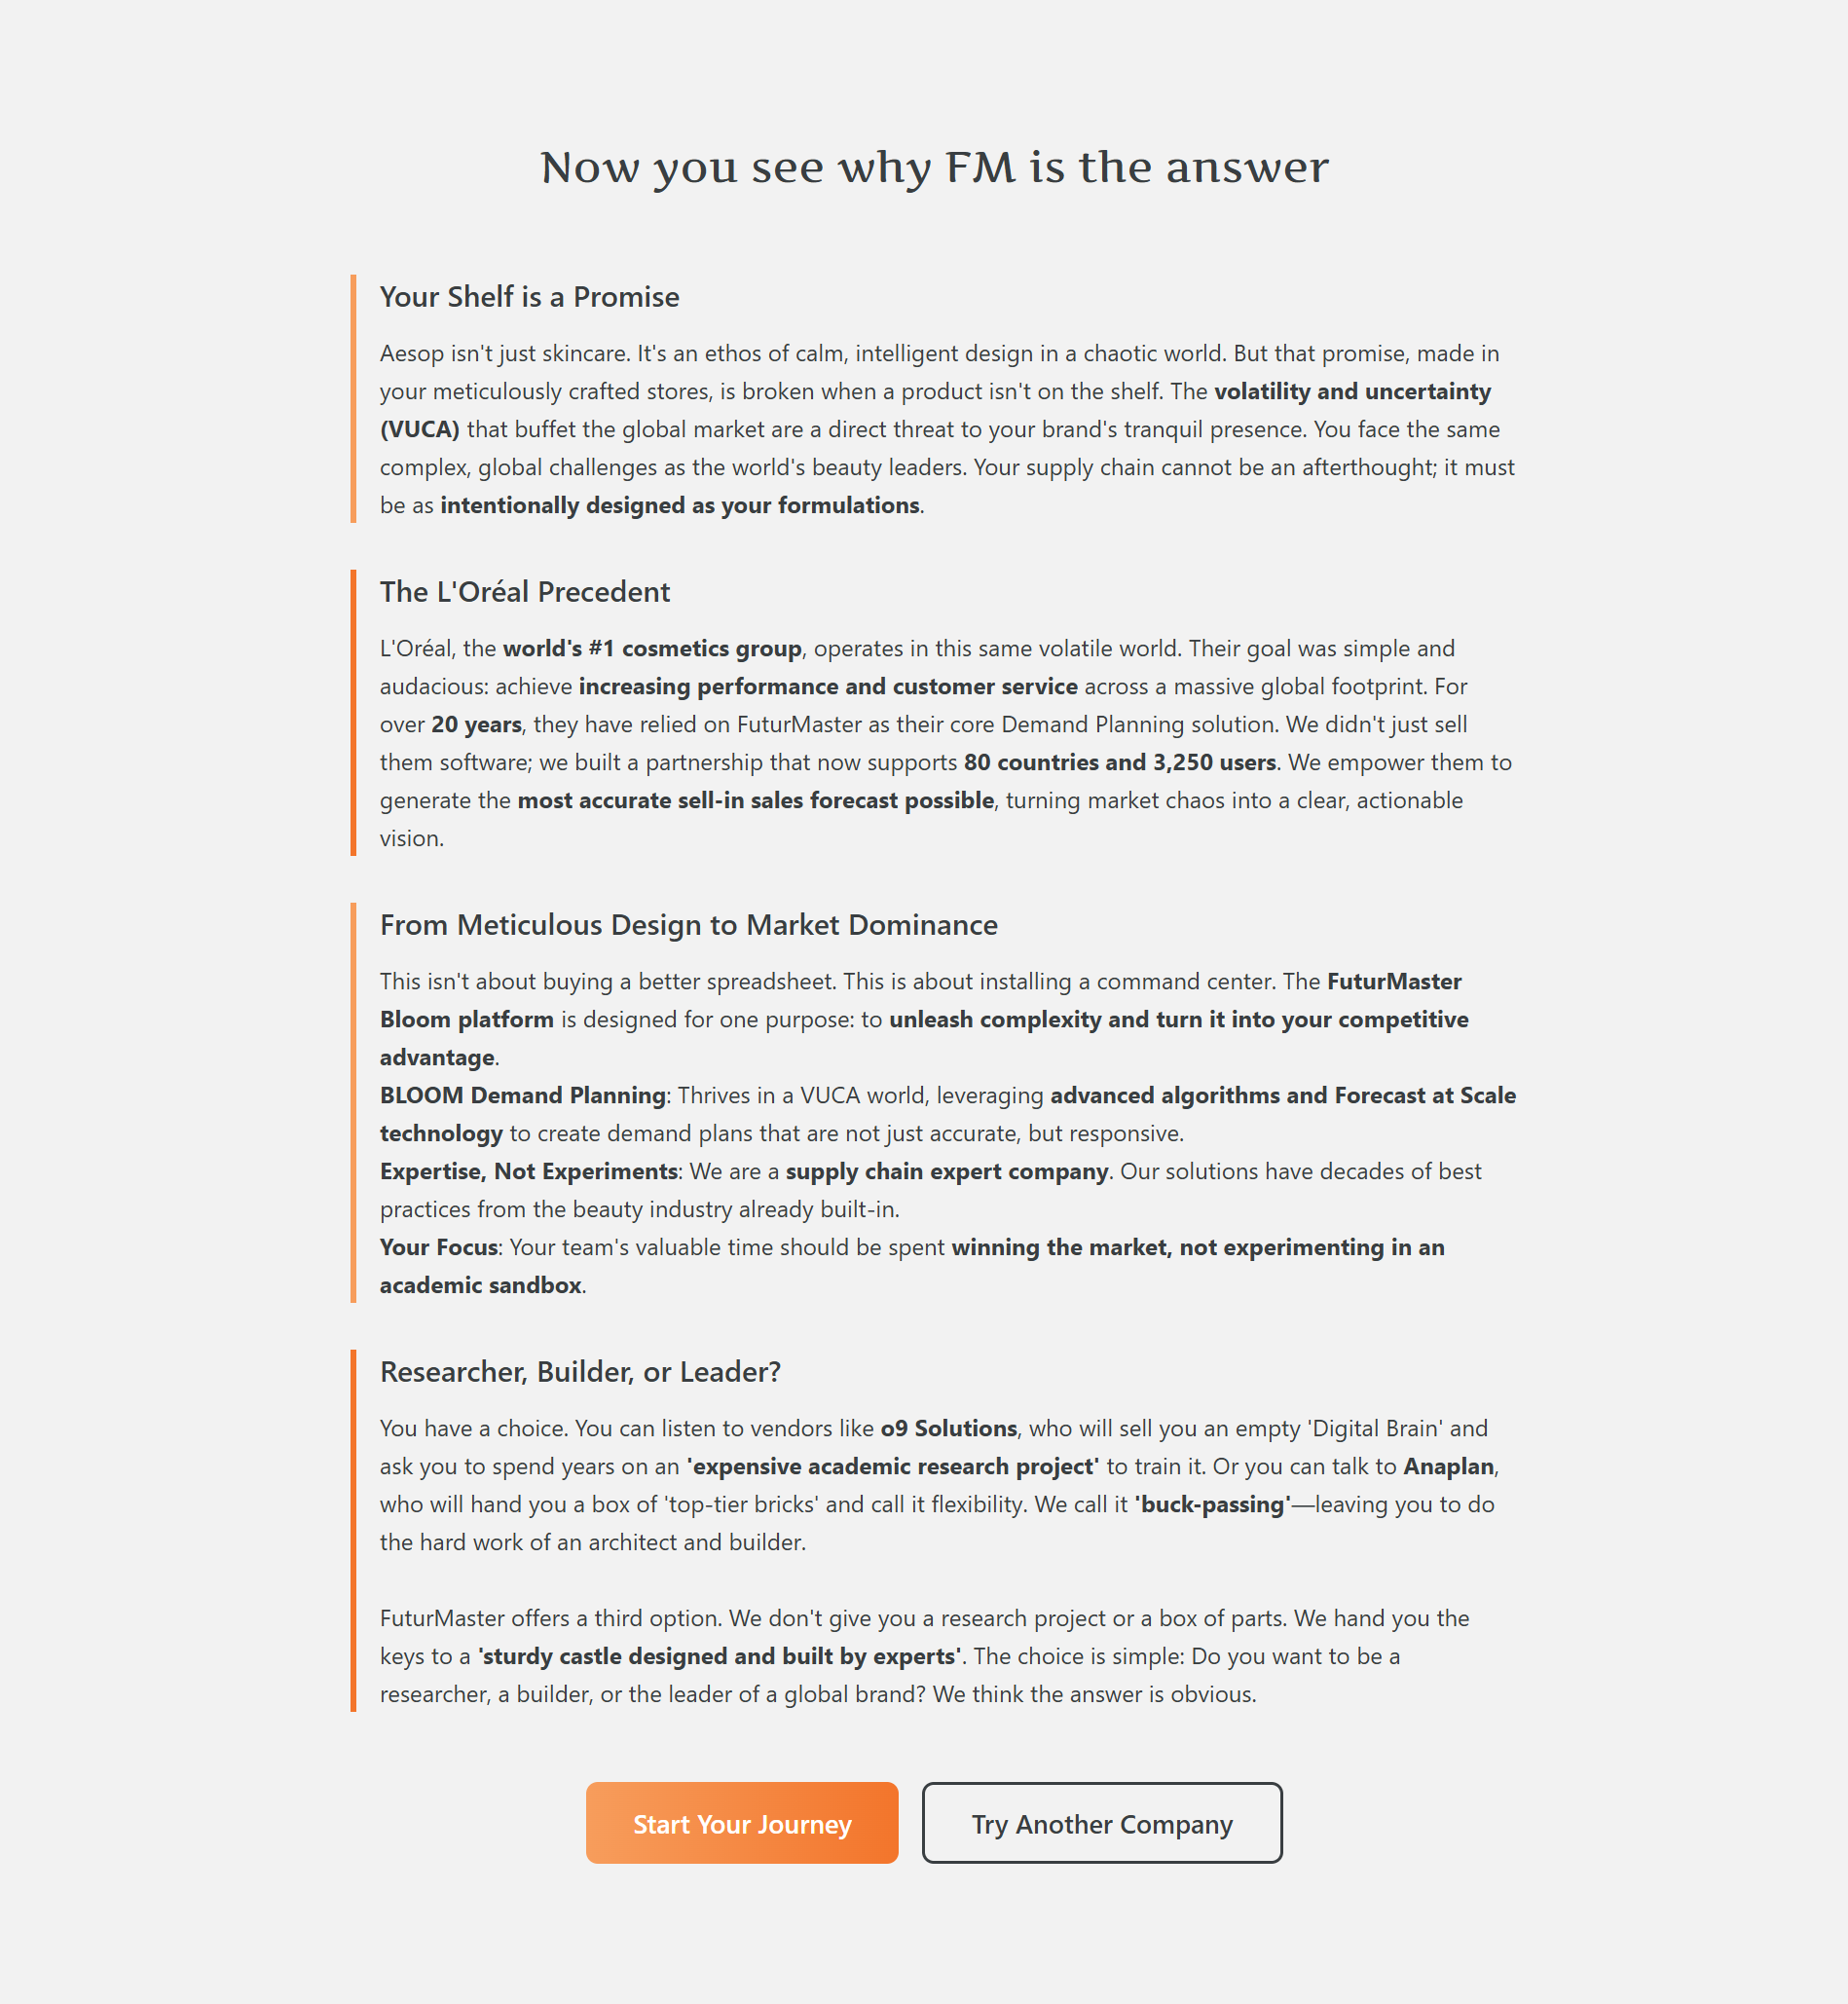 Now you see why FM is the answer
Your Shelf is a Promise
Aesop isn't just skincare. It's an ethos of calm, intelligent design in a chaotic world. But that promise, made in
your meticulously crafted stores, is broken when a product isn't on the shelf. The volatility and uncertainty
(VUCA) that buffet the global market are a direct threat to your brand's tranquil presence. You face the same
complex, global challenges as the world's beauty leaders. Your supply chain cannot be an afterthought; it must
be as intentionally designed as your formulations.
The L'Oréal Precedent
L'Oréal, the world's #1 cosmetics group, operates in this same volatile world. Their goal was simple and
audacious: achieve increasing performance and customer service across a massive global footprint. For
over 20 years, they have relied on FuturMaster as their core Demand Planning solution. We didn't just sell
them software; we built a partnership that now supports 80 countries and 3,250 users. We empower them to
generate the most accurate sell-in sales forecast possible, turning market chaos into a clear, actionable
vision.
From Meticulous Design to Market Dominance
This isn't about buying a better spreadsheet. This is about installing a command center. The FuturMaster
Bloom platform is designed for one purpose: to unleash complexity and turn it into your competitive
advantage.
BLOOM Demand Planning: Thrives in a VUCA world, leveraging advanced algorithms and Forecast at Scale
technology to create demand plans that are not just accurate, but responsive.
Expertise, Not Experiments: We are a supply chain expert company. Our solutions have decades of best
practices from the beauty industry already built-in.
Your Focus: Your team's valuable time should be spent winning the market, not experimenting in an
academic sandbox.
Researcher, Builder, or Leader?
You have a choice. You can listen to vendors like o9 Solutions, who will sell you an empty 'Digital Brain' and
ask you to spend years on an 'expensive academic research project' to train it. Or you can talk to Anaplan,
who will hand you a box of 'top-tier bricks' and call it flexibility. We call it 'buck-passing'—leaving you to do
the hard work of an architect and builder.
FuturMaster offers a third option. We don't give you a research project or a box of parts. We hand you the
keys to a 'sturdy castle designed and built by experts'. The choice is simple: Do you want to be a
researcher, a builder, or the leader of a global brand? We think the answer is obvious.
Start Your Journey
Try Another Company